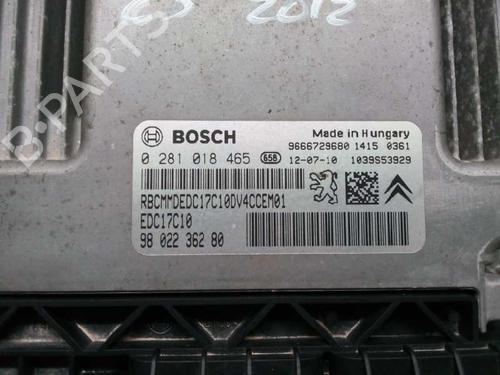 C5 2012
BOSCH
Made in Hungary
9666729680 1415 0361
0 281 018 465 658 12-07-10 1039S53929
RBCMMDEDC17C10DV4CCEM01
EDC17C10
98 022 362 80
B-PARTS